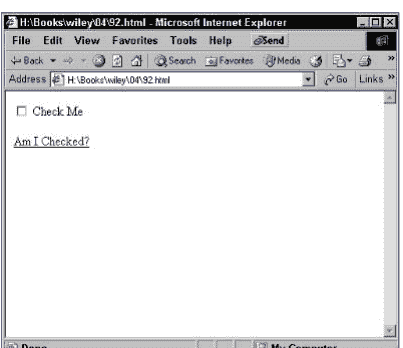 H:\Books\wiley\04\92.html - Microsoft Internet Explorer
File Edit View Favorites Tools Help Send
Back Search Favorites Media »
Address H:\Books\wiley\04\92.html Go Links »
Check Me
Am I Checked?
Done My Computer